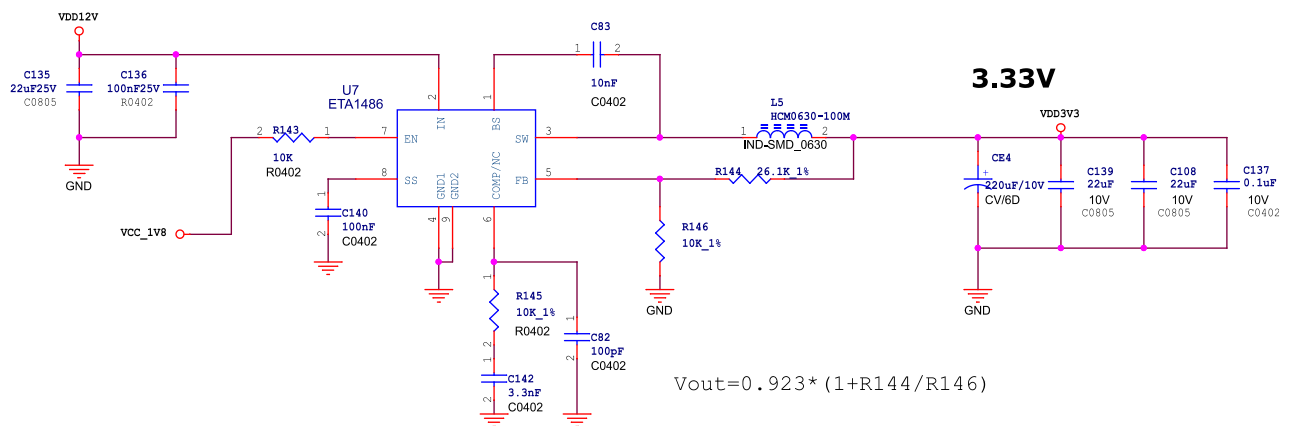 VDD12V
C135
22uF25V
C0805
C136
100nF25V
R0402
GND
2
R143
1
10K
R0402
VCC_1V8
U7
ETA1486
2
1
IN
BS
7
EN
SW
3
8
SS
GND1
GND2
COMP/NC
FB
5
4
9
6
1
C140
100nF
2
C0402
C83
1
2
10nF
C0402
L5
HCM0630-100M
1
2
IND-SMD_0630
R144
26.1K_1%
R146
10K_1%
GND
1
R145
10K_1%
R0402
2
1
C142
3.3nF
2
C0402
1
C82
100pF
2
C0402
3.33V
VDD3V3
CE4
+
220uF/10V
CV/6D
C139
22uF
10V
C0805
C108
22uF
10V
C0805
C137
0.1uF
10V
C0402
GND
Vout=0.923*(1+R144/R146)